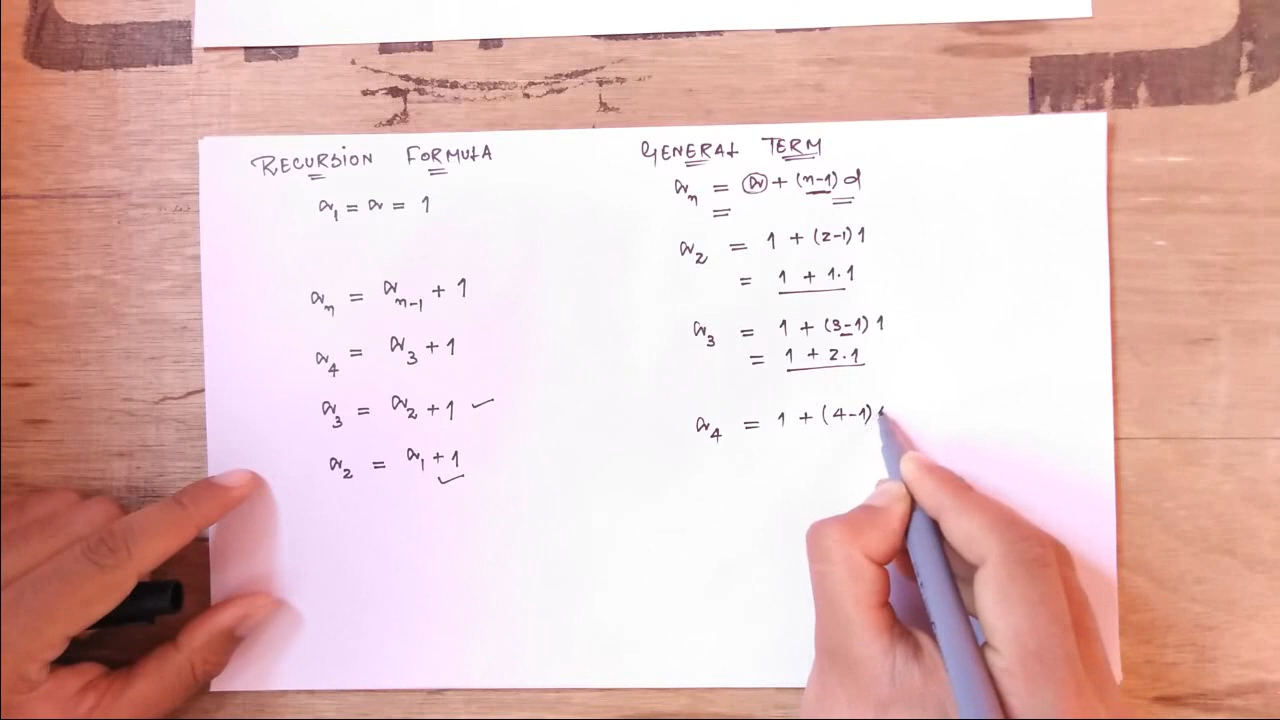 RECURSION FORMULA
a₁ = a = 1
aₙ = aₙ₋₁ + 1
a₄ = a₃ + 1
a₃ = a₂ + 1 ✓
a₂ = a₁ + 1 ✓
GENERAL TERM
aₙ = a + (n-1) d
a₂ = 1 + (2-1) 1
= 1 + 1.1
a₃ = 1 + (3-1) 1
= 1 + 2.1
a₄ = 1 + (4-1)